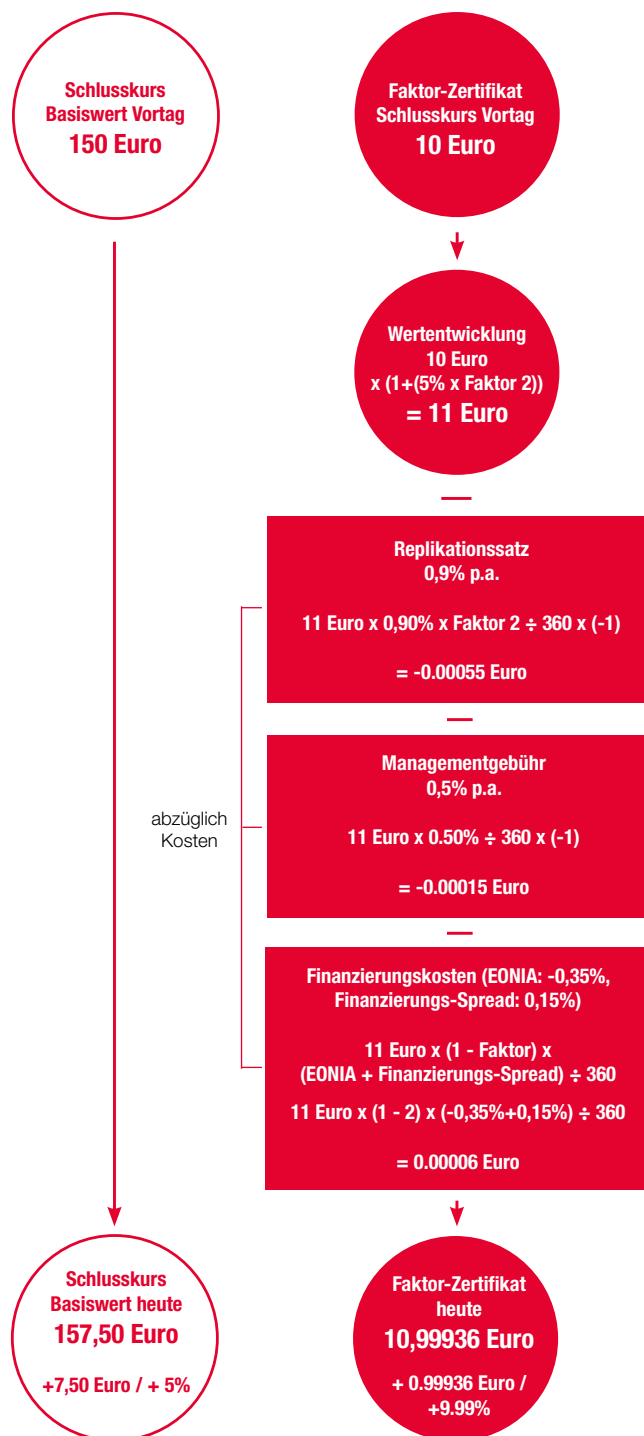 Schlusskurs
Basiswert Vortag
150 Euro
Faktor-Zertifikat
Schlusskurs Vortag
10 Euro
Wertentwicklung
10 Euro
x (1+(5% x Faktor 2))
= 11 Euro
Replikationssatz
0,9% p.a.
11 Euro x 0,90% x Faktor 2 ÷ 360 x (-1)
= -0.00055 Euro
abzüglich
Kosten
Managementgebühr
0,5% p.a.
11 Euro x 0.50% ÷ 360 x (-1)
= -0.00015 Euro
Finanzierungskosten (EONIA: -0,35%,
Finanzierungs-Spread: 0,15%)
11 Euro x (1 - Faktor) x
(EONIA + Finanzierungs-Spread) ÷ 360
11 Euro x (1 - 2) x (-0,35%+0,15%) ÷ 360
= 0.00006 Euro
Schlusskurs
Basiswert heute
157,50 Euro
+7,50 Euro / + 5%
Faktor-Zertifikat
heute
10,99936 Euro
+ 0.99936 Euro /
+9.99%